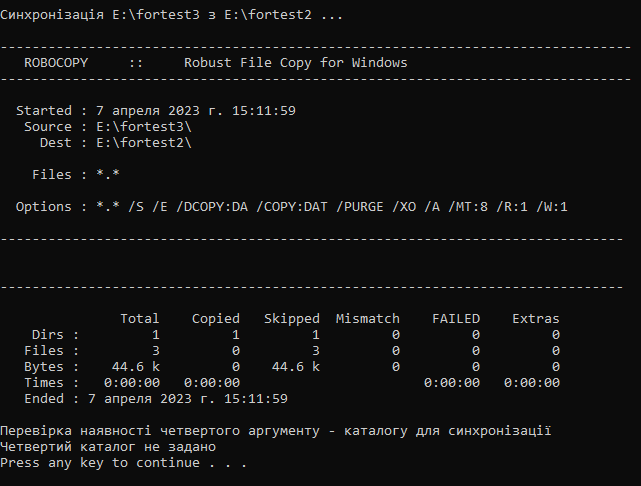 Синхронізація E:\fortest3 з E:\fortest2 ...
-------------------------------------------------------------------------------
   ROBOCOPY     ::     Robust File Copy for Windows
-------------------------------------------------------------------------------
  Started : 7 апреля 2023 г. 15:11:59
   Source : E:\fortest3\
     Dest : E:\fortest2\
    Files : *.*
  Options : *.* /S /E /DCOPY:DA /COPY:DAT /PURGE /XO /A /MT:8 /R:1 /W:1
------------------------------------------------------------------------------
------------------------------------------------------------------------------
               Total    Copied   Skipped  Mismatch    FAILED    Extras
    Dirs :         1         1         1         0         0         0
   Files :         3         0         3         0         0         0
   Bytes :    44.6 k         0    44.6 k         0         0         0
   Times :   0:00:00   0:00:00                       0:00:00   0:00:00
   Ended : 7 апреля 2023 г. 15:11:59
Перевірка наявності четвертого аргументу - каталогу для синхронізації
Четвертий каталог не задано
Press any key to continue . . .